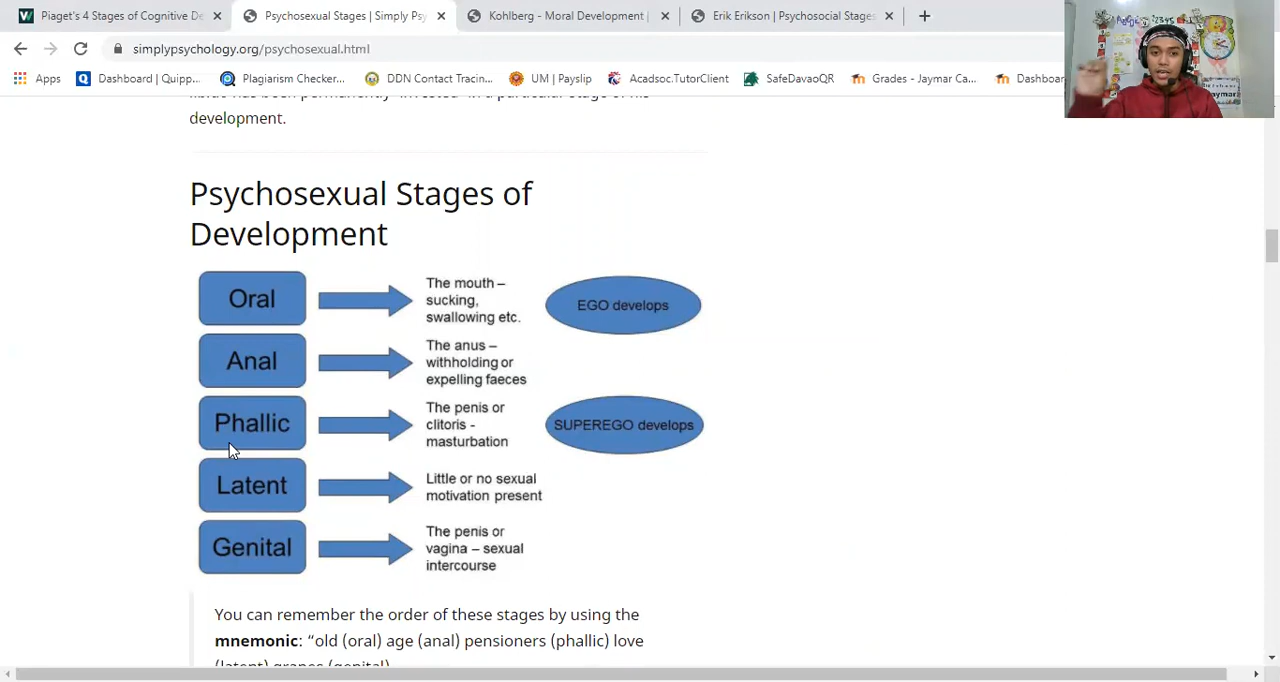 Piaget's 4 Stages of Cognitive De
Psychosexual Stages | Simply Psy
Kohlberg - Moral Development |
Erik Erikson | Psychosocial Stages
simplypsychology.org/psychosexual.html
Apps
Dashboard | Quipp...
Plagiarism Checker...
DDN Contact Tracin...
UM | Payslip
Acadsoc.TutorClient
SafeDavaoQR
Grades - Jaymar Ca...
Dashboar
development.
Psychosexual Stages of
Development
Oral
The mouth –
sucking,
swallowing etc.
EGO develops
Anal
The anus –
withholding or
expelling faeces
Phallic
The penis or
clitoris -
masturbation
SUPEREGO develops
Latent
Little or no sexual
motivation present
Genital
The penis or
vagina – sexual
intercourse
You can remember the order of these stages by using the
mnemonic: “old (oral) age (anal) pensioners (phallic) love
(latent) grapes (genital)